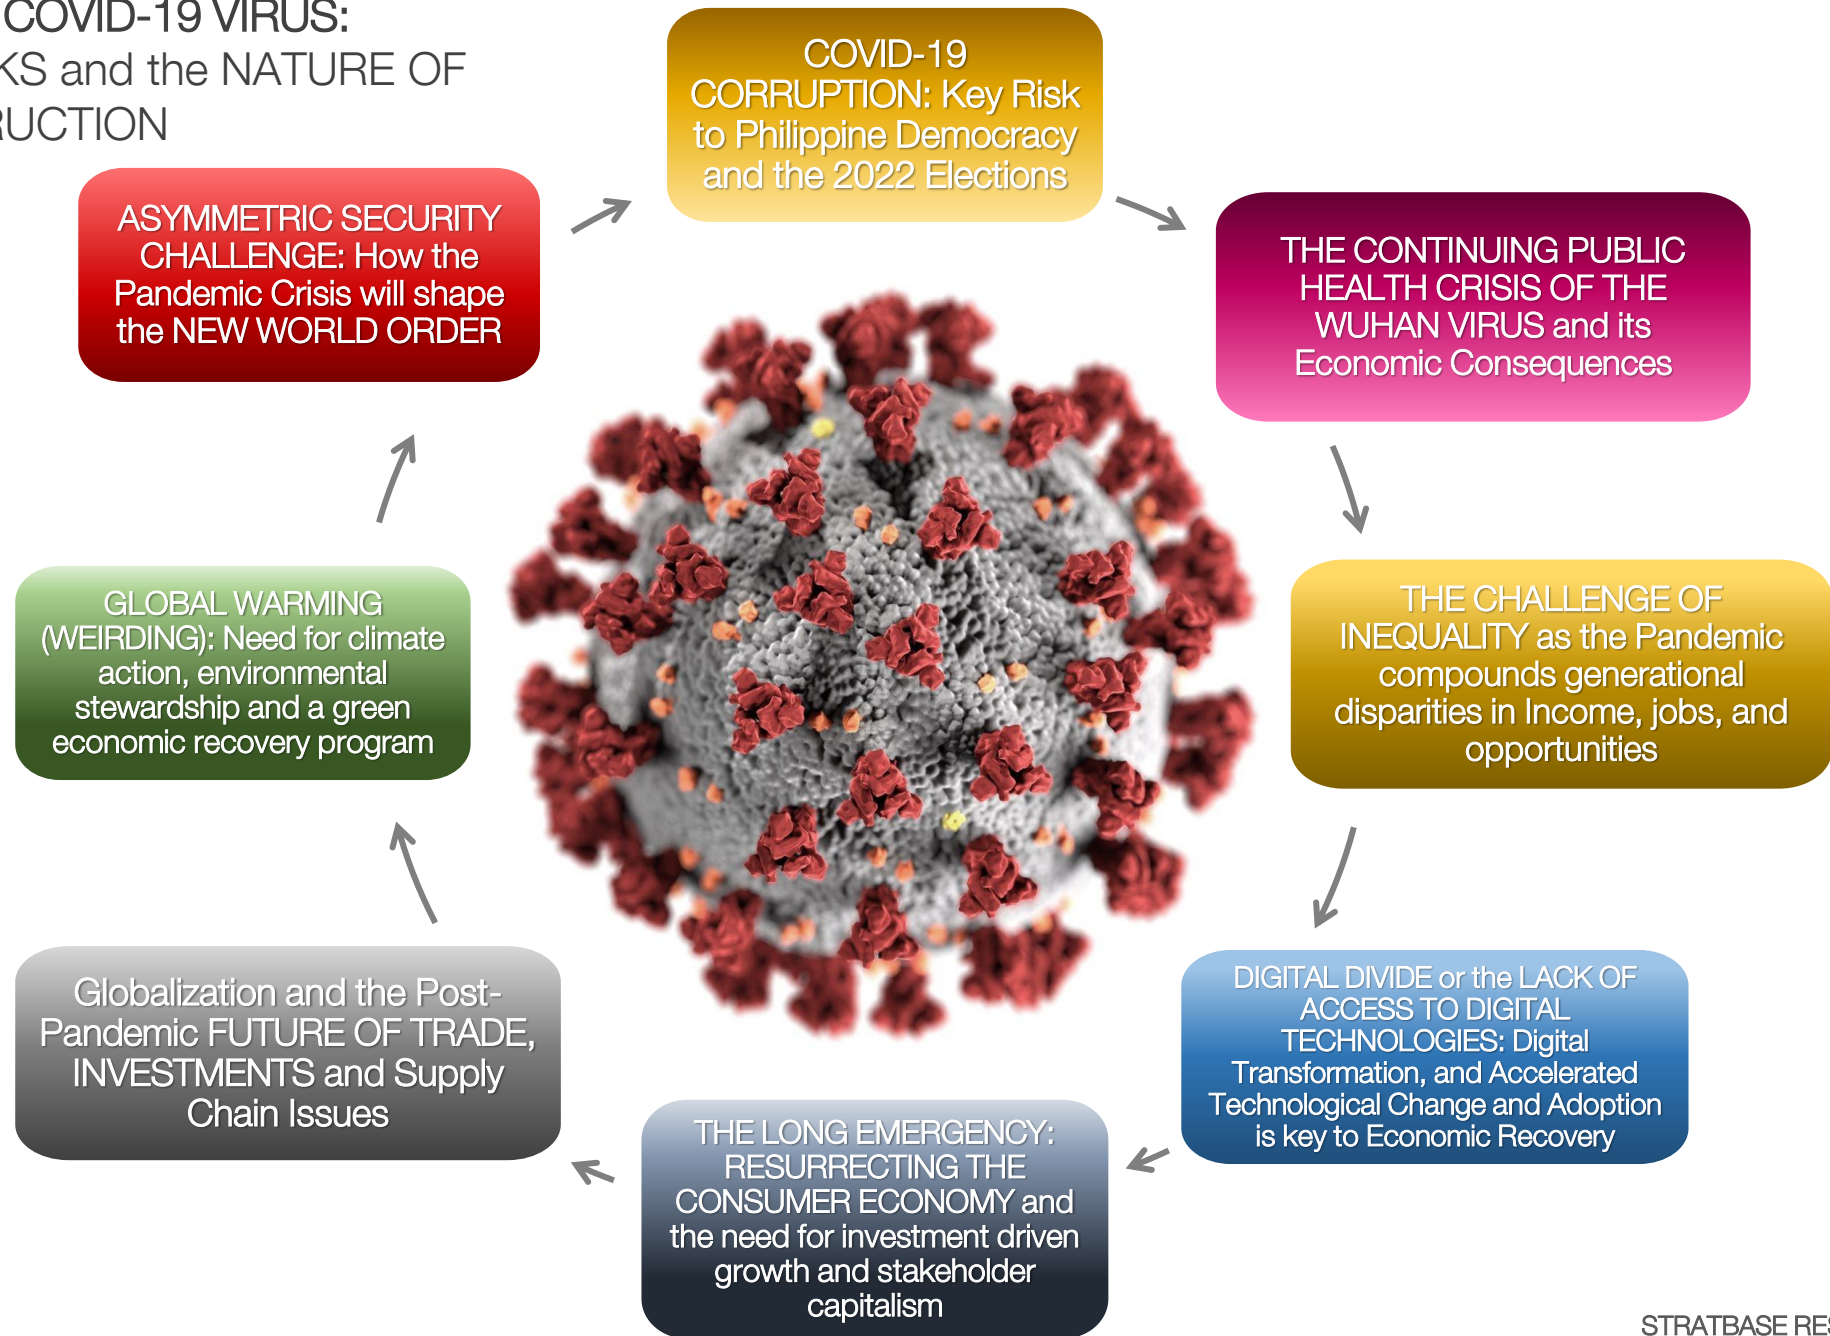 COVID-19 VIRUS:
KS and the NATURE OF
RUCTION
COVID-19
CORRUPTION: Key Risk
to Philippine Democracy
and the 2022 Elections
THE CONTINUING PUBLIC
HEALTH CRISIS OF THE
WUHAN VIRUS and its
Economic Consequences
THE CHALLENGE OF
INEQUALITY as the Pandemic
compounds generational
disparities in Income, jobs, and
opportunities
DIGITAL DIVIDE or the LACK OF
ACCESS TO DIGITAL
TECHNOLOGIES: Digital
Transformation, and Accelerated
Technological Change and Adoption
is key to Economic Recovery
THE LONG EMERGENCY:
RESURRECTING THE
CONSUMER ECONOMY and
the need for investment driven
growth and stakeholder
capitalism
Globalization and the Post-
Pandemic FUTURE OF TRADE,
INVESTMENTS and Supply
Chain Issues
GLOBAL WARMING
(WEIRDING): Need for climate
action, environmental
stewardship and a green
economic recovery program
ASYMMETRIC SECURITY
CHALLENGE: How the
Pandemic Crisis will shape
the NEW WORLD ORDER
STRATBASE RES